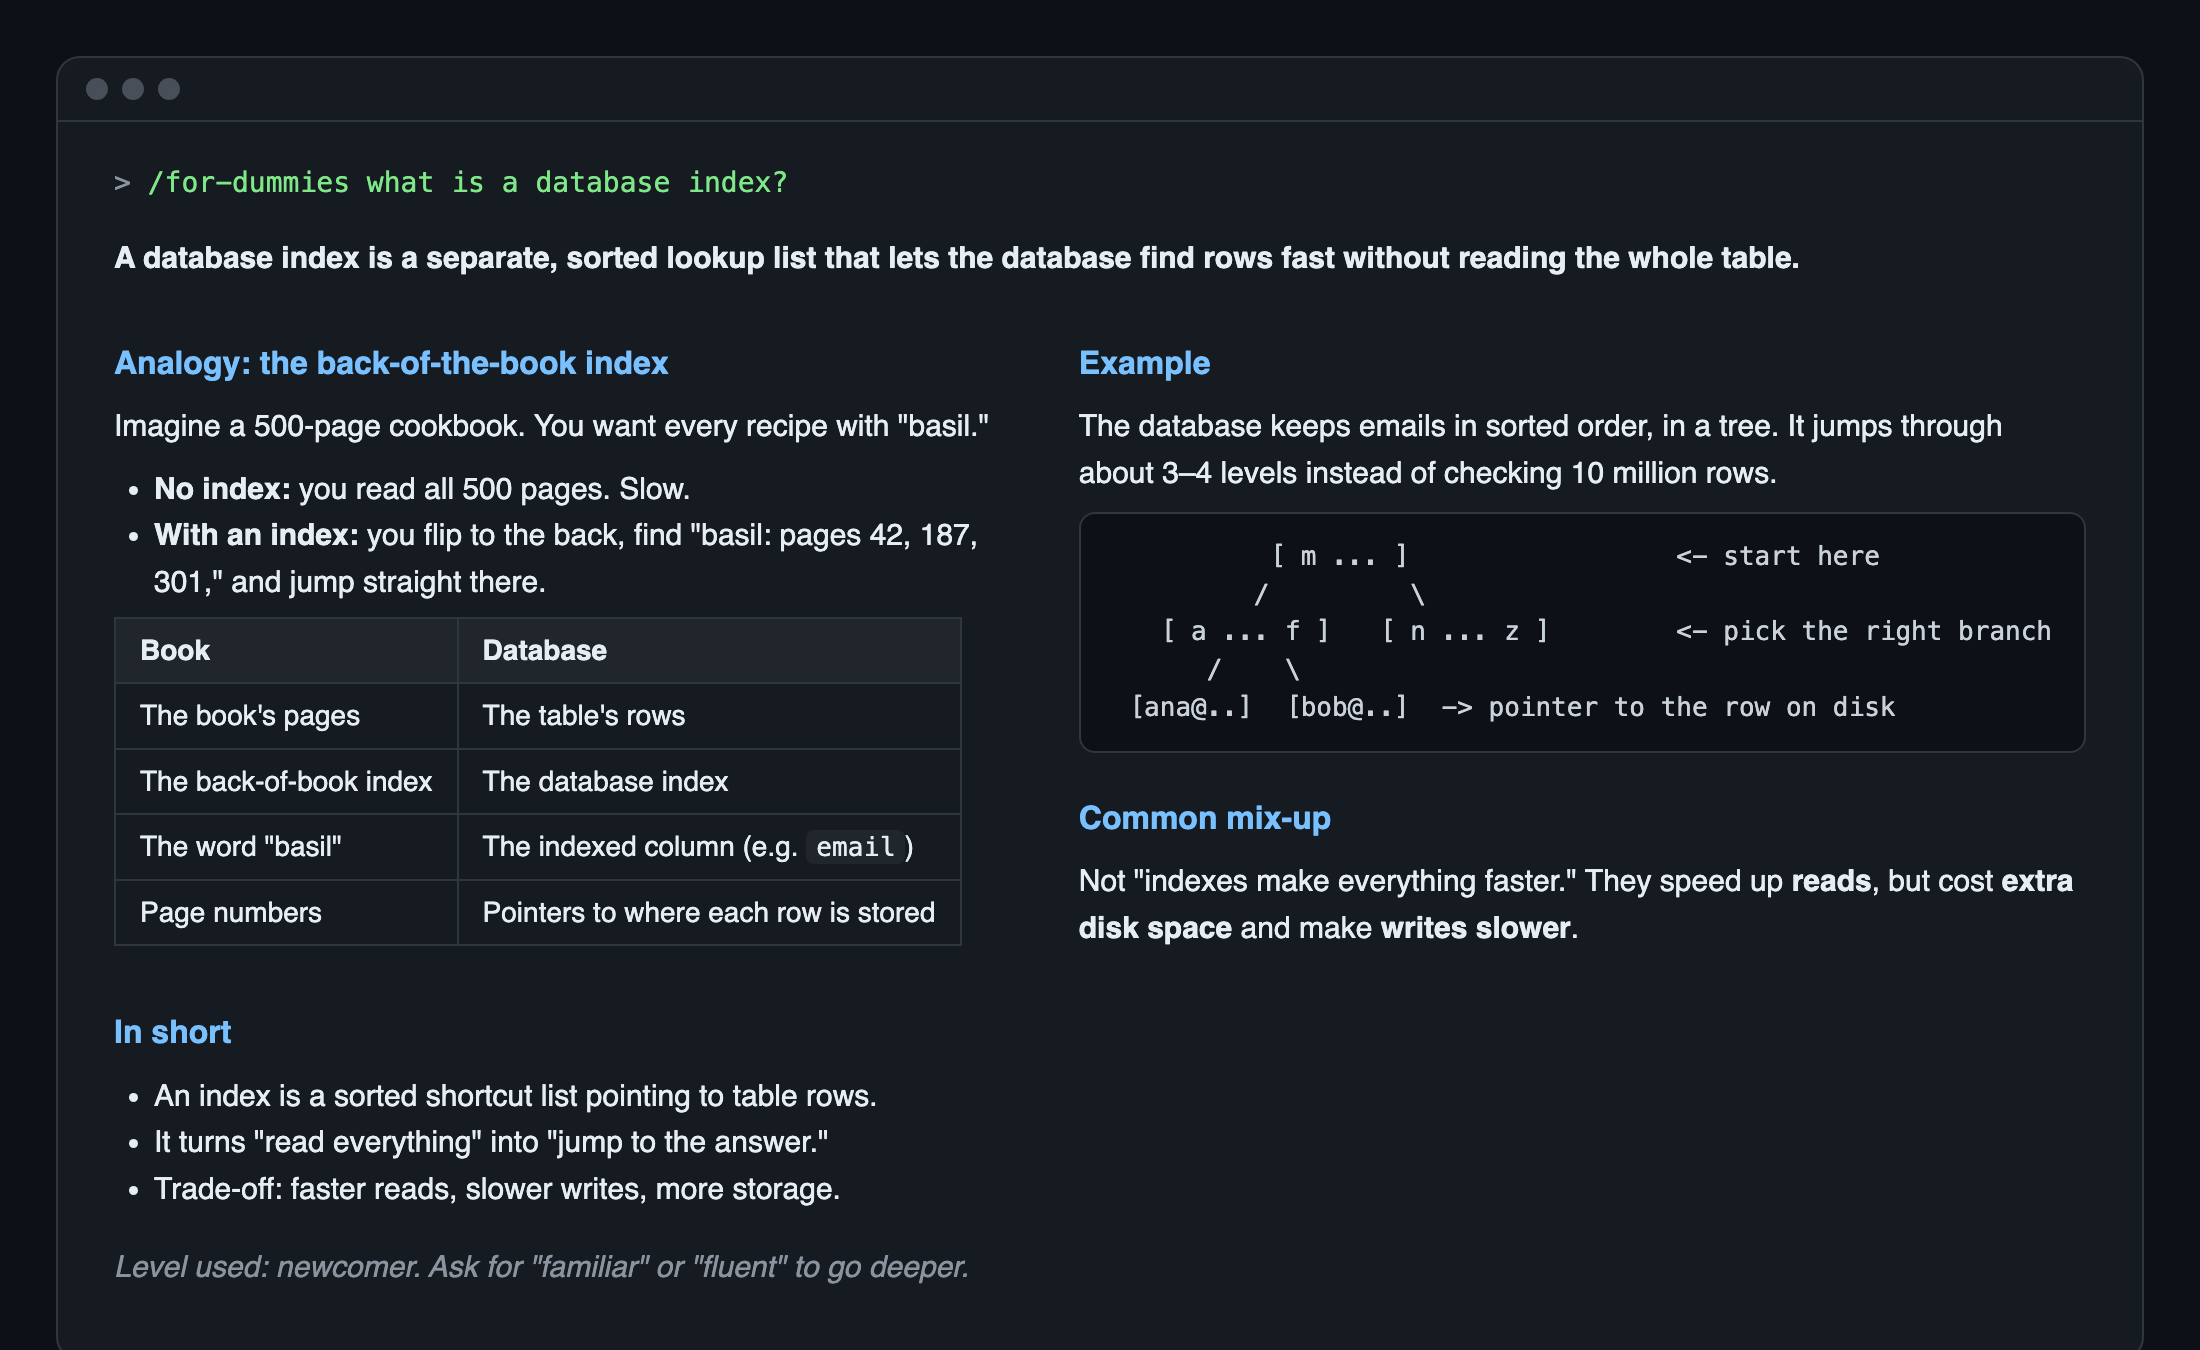 > /for-dummies what is a database index?
A database index is a separate, sorted lookup list that lets the database find rows fast without reading the whole table.
Analogy: the back-of-the-book index
Imagine a 500-page cookbook. You want every recipe with "basil."
• No index: you read all 500 pages. Slow.
• With an index: you flip to the back, find "basil: pages 42, 187,
301," and jump straight there.
Book Database
The book's pages The table's rows
The back-of-book index The database index
The word "basil" The indexed column (e.g. email)
Page numbers Pointers to where each row is stored
Example
The database keeps emails in sorted order, in a tree. It jumps through
about 3–4 levels instead of checking 10 million rows.
[ m ... ] <- start here
/ \
[ a ... f ] [ n ... z ] <- pick the right branch
/ \
[ana@..] [bob@..] -> pointer to the row on disk
Common mix-up
Not "indexes make everything faster." They speed up reads, but cost extra
disk space and make writes slower.
In short
• An index is a sorted shortcut list pointing to table rows.
• It turns "read everything" into "jump to the answer."
• Trade-off: faster reads, slower writes, more storage.
Level used: newcomer. Ask for "familiar" or "fluent" to go deeper.